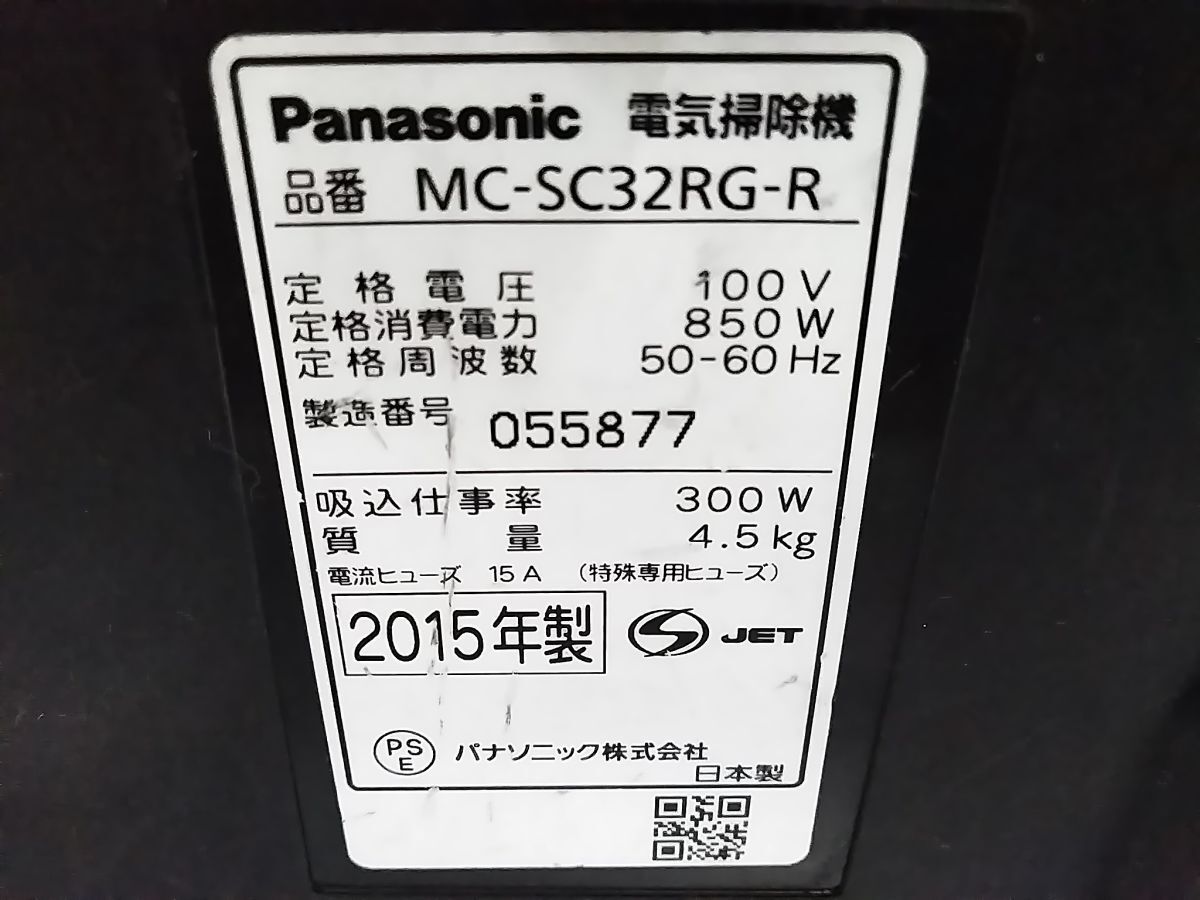 Panasonic 電気掃除機
品番 MC-SC32RG-R
定格電圧 100V
定格消費電力 850W
定格周波数 50-60Hz
製造番号 055877
吸込仕事率 300W
質量 4.5kg
電流ヒューズ 15A (特殊専用ヒューズ)
2015年製 JET
PSE パナソニック株式会社
日本製